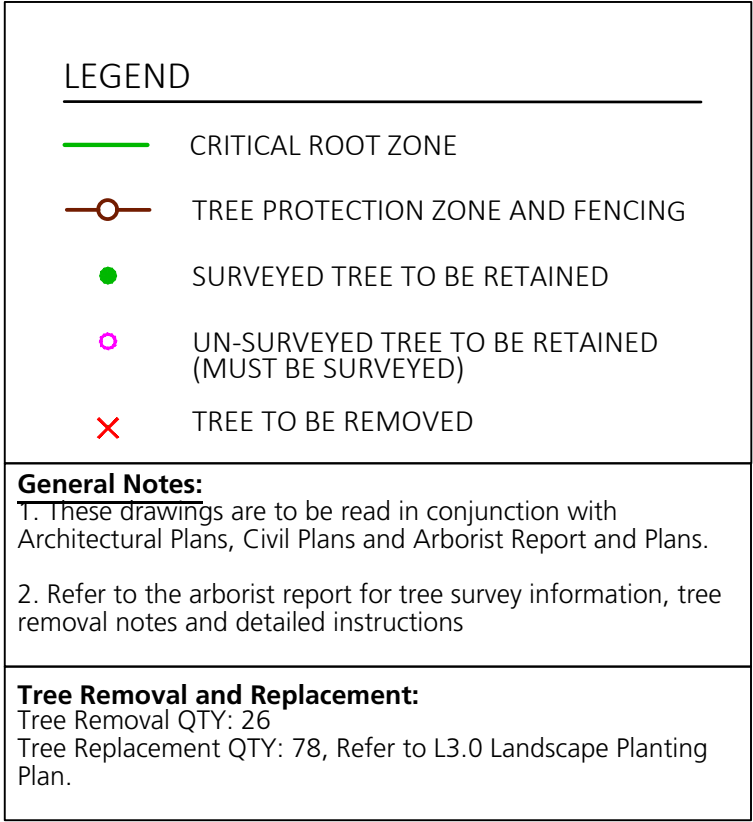 LEGEND
CRITICAL ROOT ZONE
TREE PROTECTION ZONE AND FENCING
SURVEYED TREE TO BE RETAINED
UN-SURVEYED TREE TO BE RETAINED
(MUST BE SURVEYED)
TREE TO BE REMOVED
General Notes:
1. These drawings are to be read in conjunction with
Architectural Plans, Civil Plans and Arborist Report and Plans.
2. Refer to the arborist report for tree survey information, tree
removal notes and detailed instructions
Tree Removal and Replacement:
Tree Removal QTY: 26
Tree Replacement QTY: 78, Refer to L3.0 Landscape Planting
Plan.